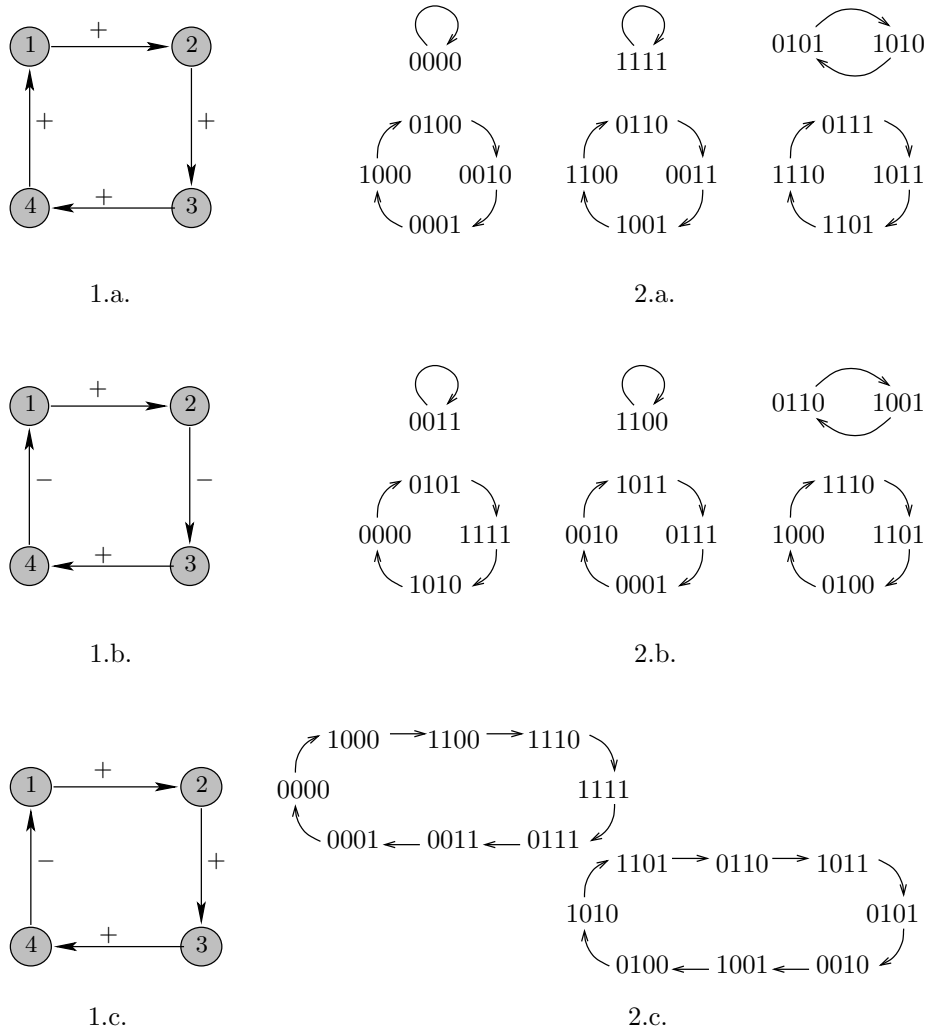 1 + 2 0000 1111 0101 1010
+ + 0100 0110 0111
1000 0010 1100 0011 1110 1011
4 + 3 0001 1001 1101
1.a. 2.a.
1 + 2 0011 1100 0110 1001
− − 0101 1011 1110
0000 1111 0010 0111 1000 1101
4 + 3 1010 0001 0100
1.b. 2.b.
1000 1100 1110
1 + 2 0000 1111
0001 0011 0111
− + 1101 0110 1011
1010 0101
4 + 3 0100 1001 0010
1.c. 2.c.